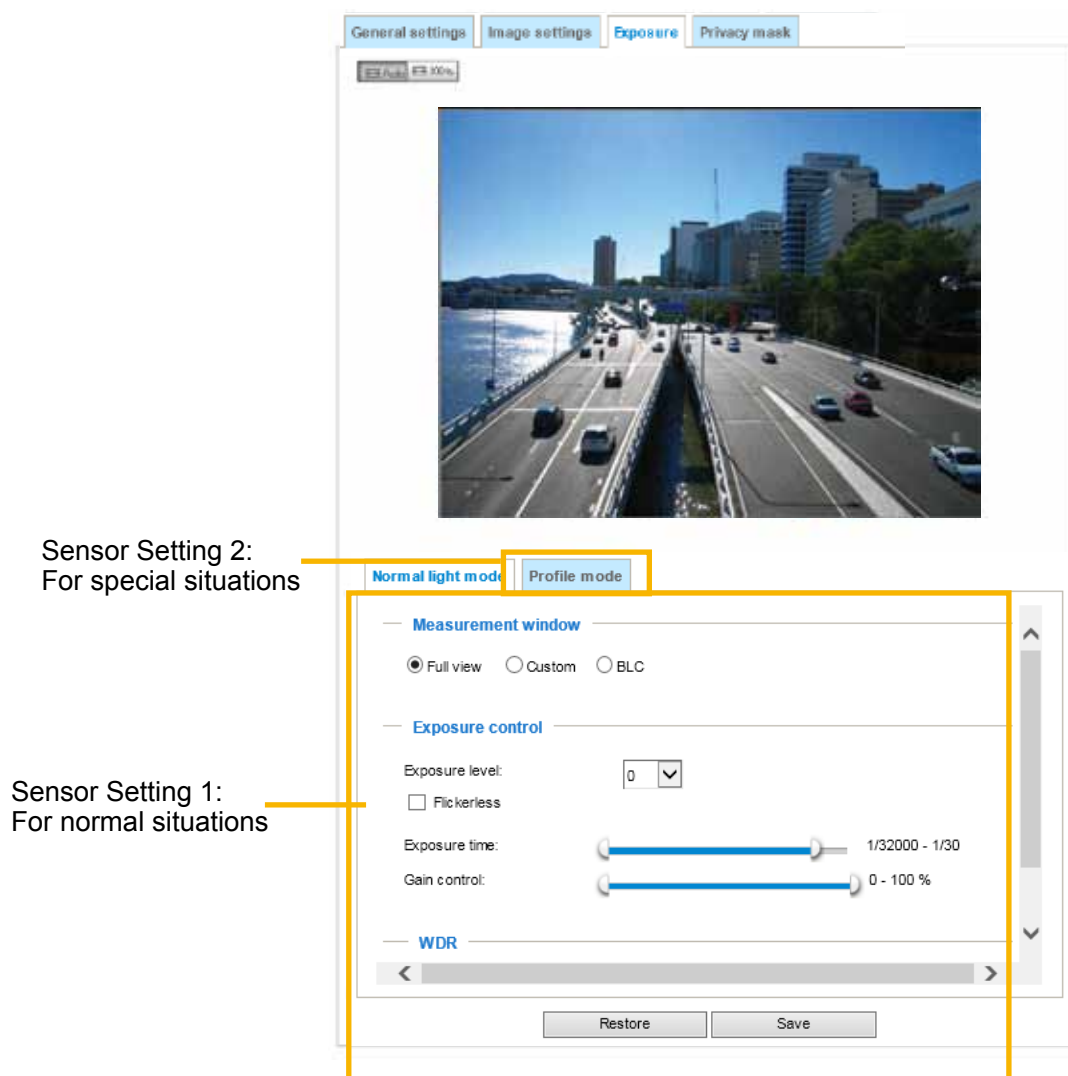 General settings Image settings Exposure Privacy mask
Auto 100%
Sensor Setting 2:
For special situations
Normal light mode Profile mode
Measurement window
Full view Custom BLC
Exposure control
Exposure level: 0
Flickerless
Sensor Setting 1:
For normal situations
Exposure time: 1/32000 - 1/30
Gain control: 0 - 100 %
WDR
Restore Save